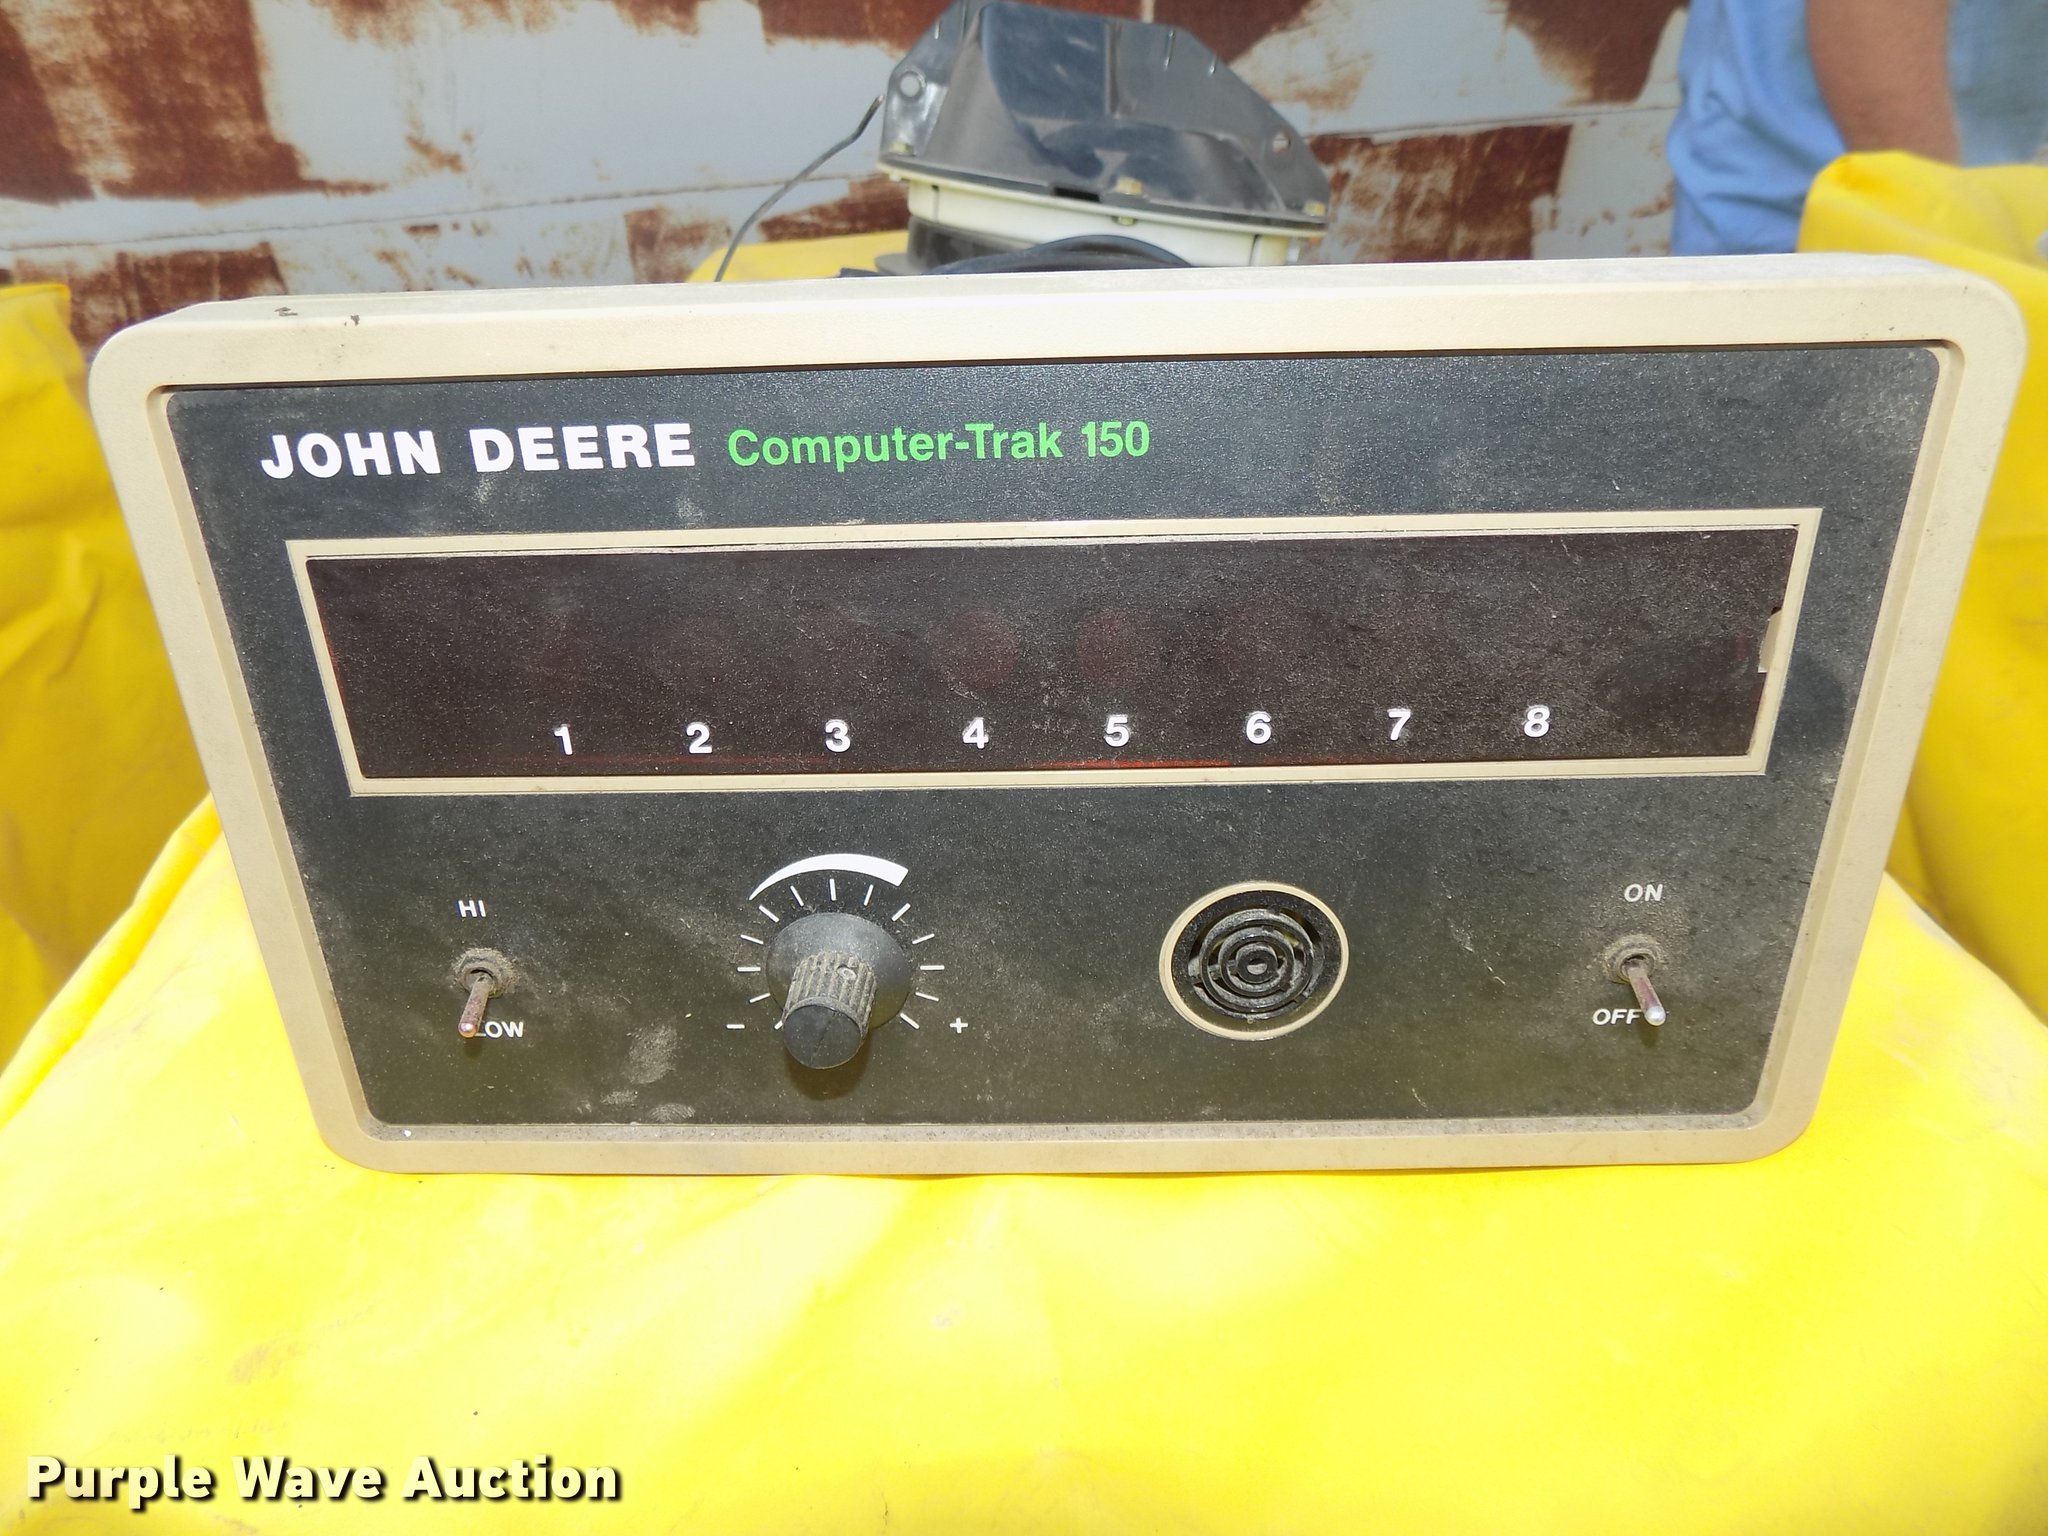 JOHN DEERE Computer-Trak 150
1 2 3 4 5 6 7 8
HI
LOW
- +
ON
OFF
Purple Wave Auction